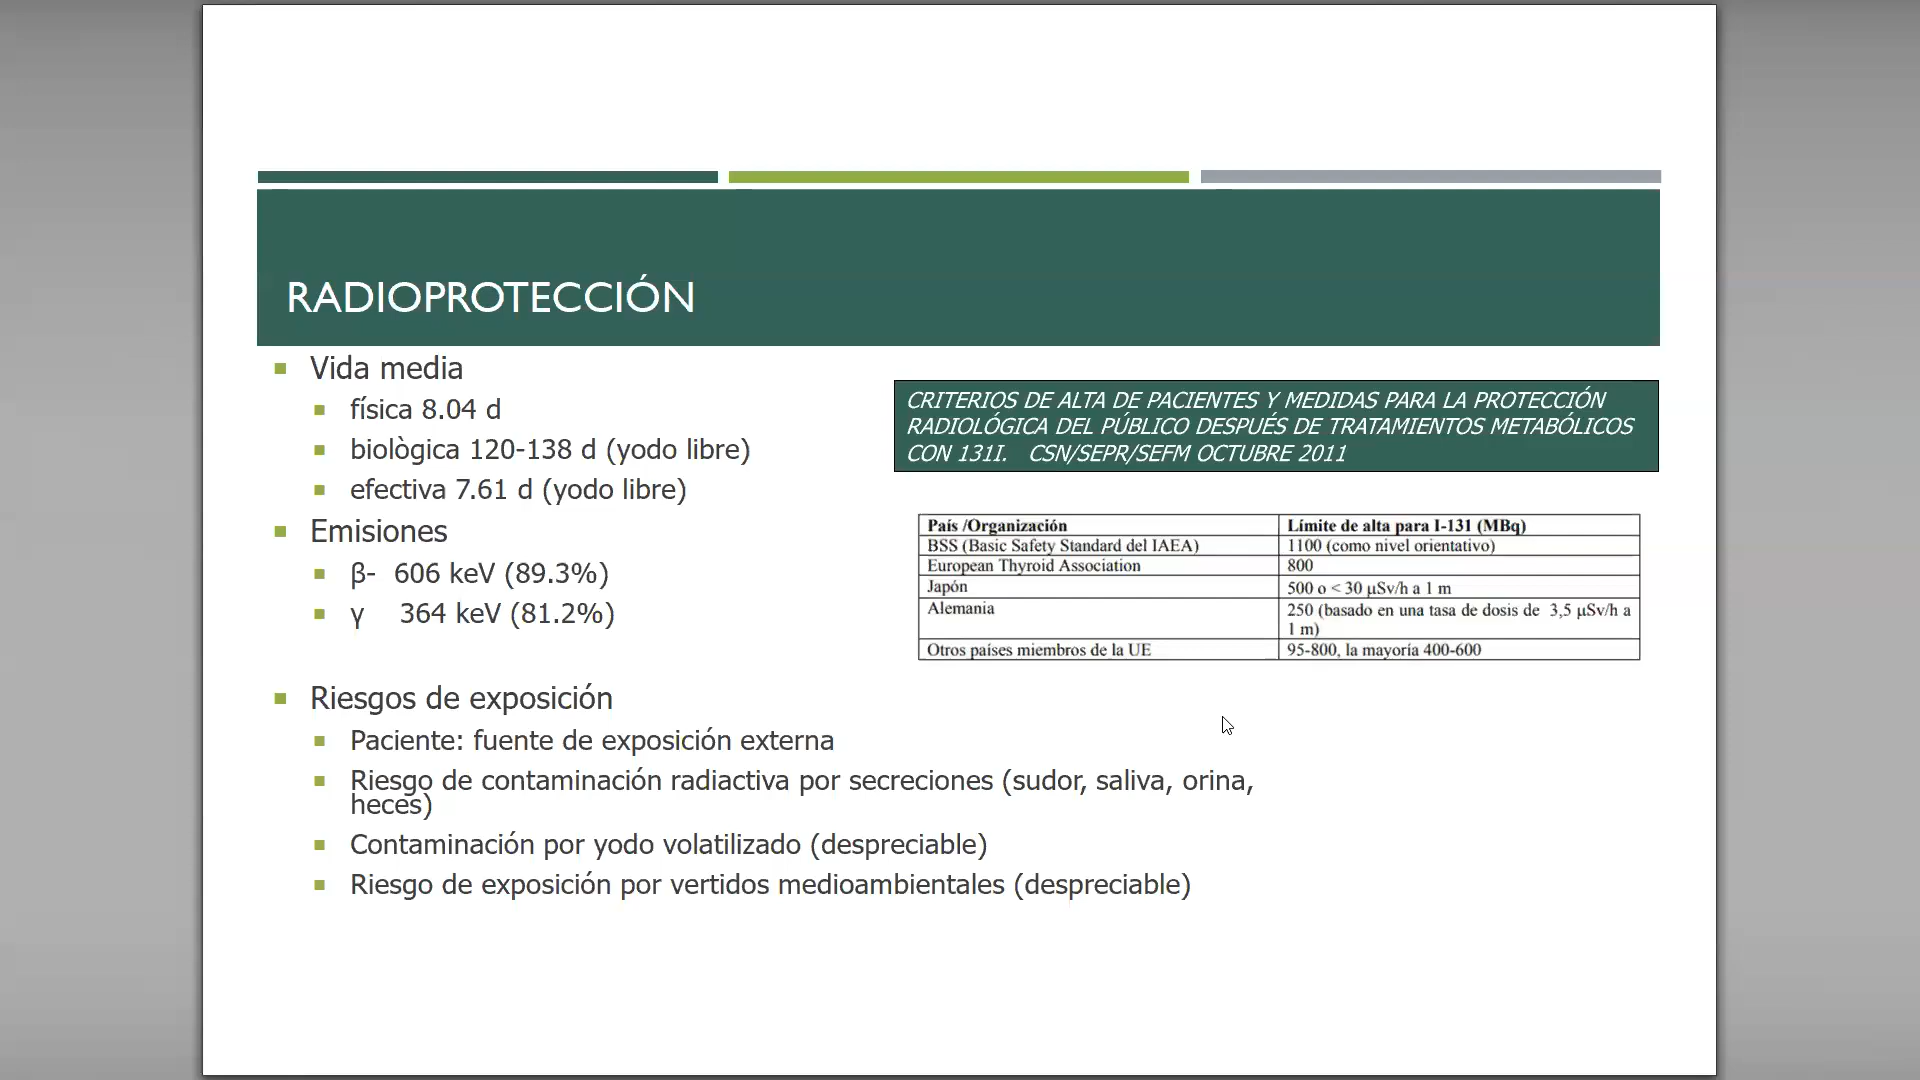 RADIOPROTECCIÓN
Vida media
física 8.04 d
biològica 120-138 d (yodo libre)
efectiva 7.61 d (yodo libre)
Emisiones
β- 606 keV (89.3%)
γ 364 keV (81.2%)
Riesgos de exposición
Paciente: fuente de exposición externa
Riesgo de contaminación radiactiva por secreciones (sudor, saliva, orina,
heces)
Contaminación por yodo volatilizado (despreciable)
Riesgo de exposición por vertidos medioambientales (despreciable)
CRITERIOS DE ALTA DE PACIENTES Y MEDIDAS PARA LA PROTECCIÓN
RADIOLÓGICA DEL PÚBLICO DESPUÉS DE TRATAMIENTOS METABÓLICOS
CON 131I. CSN/SEPR/SEFM OCTUBRE 2011
País /Organización Límite de alta para I-131 (MBq)
BSS (Basic Safety Standard del IAEA) 1100 (como nivel orientativo)
European Thyroid Association 800
Japón 500 o < 30 µSv/h a 1 m
Alemania 250 (basado en una tasa de dosis de 3,5 µSv/h a
1 m)
Otros países miembros de la UE 95-800, la mayoría 400-600